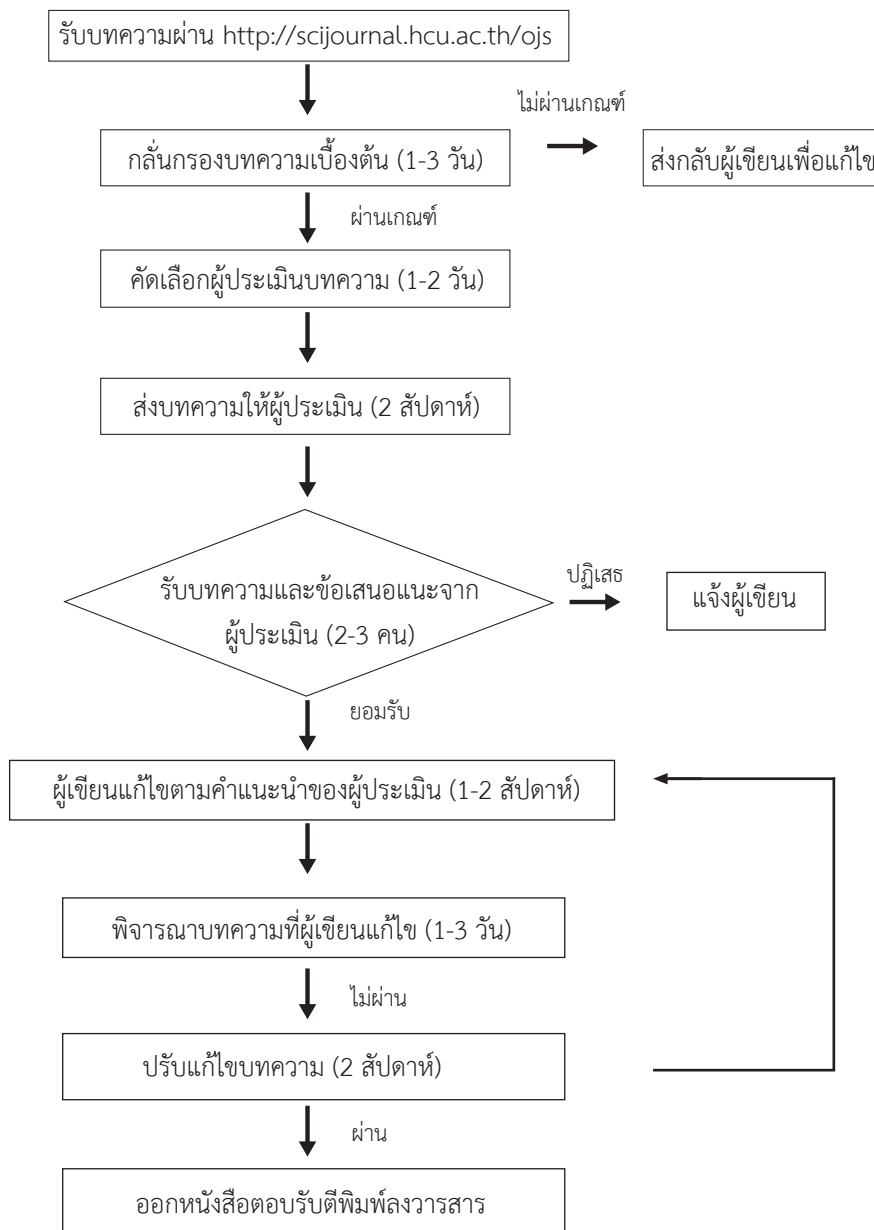 รับบทความผ่าน http://scijournal.hcu.ac.th/ojs
ไม่ผ่านเกณฑ์
กลั่นกรองบทความเบื้องต้น (1-3 วัน)
ส่งกลับผู้เขียนเพื่อแก้ไข
ผ่านเกณฑ์
คัดเลือกผู้ประเมินบทความ (1-2 วัน)
ส่งบทความให้ผู้ประเมิน (2 สัปดาห์)
รับบทความและข้อเสนอแนะจาก
ผู้ประเมิน (2-3 คน)
ปฏิเสธ
แจ้งผู้เขียน
ยอมรับ
ผู้เขียนแก้ไขตามคำแนะนำของผู้ประเมิน (1-2 สัปดาห์)
พิจารณาบทความที่ผู้เขียนแก้ไข (1-3 วัน)
ไม่ผ่าน
ปรับแก้ไขบทความ (2 สัปดาห์)
ผ่าน
ออกหนังสือตอบรับตีพิมพ์ลงวารสาร